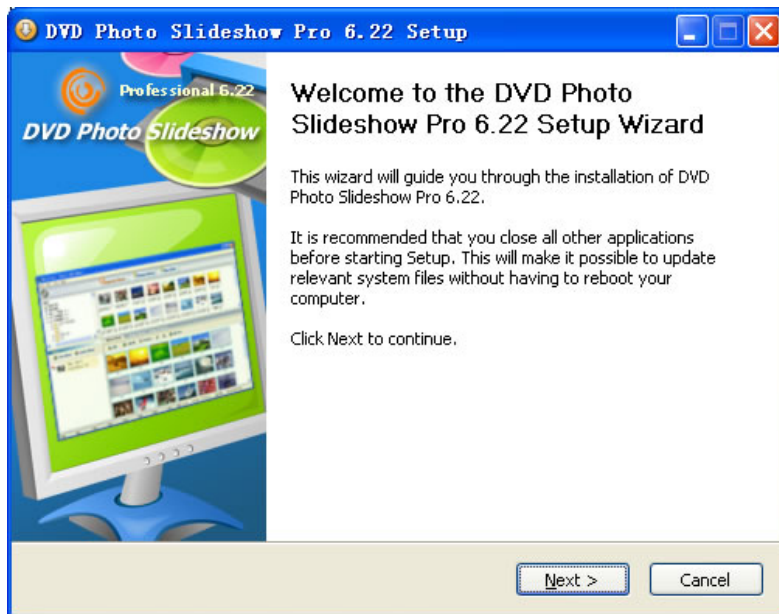 DVD Photo Slideshow Pro 6.22 Setup
Professional 6.22
DVD Photo Slideshow
Welcome to the DVD Photo
Slideshow Pro 6.22 Setup Wizard
This wizard will guide you through the installation of DVD
Photo Slideshow Pro 6.22.
It is recommended that you close all other applications
before starting Setup. This will make it possible to update
relevant system files without having to reboot your
computer.
Click Next to continue.
Next >
Cancel